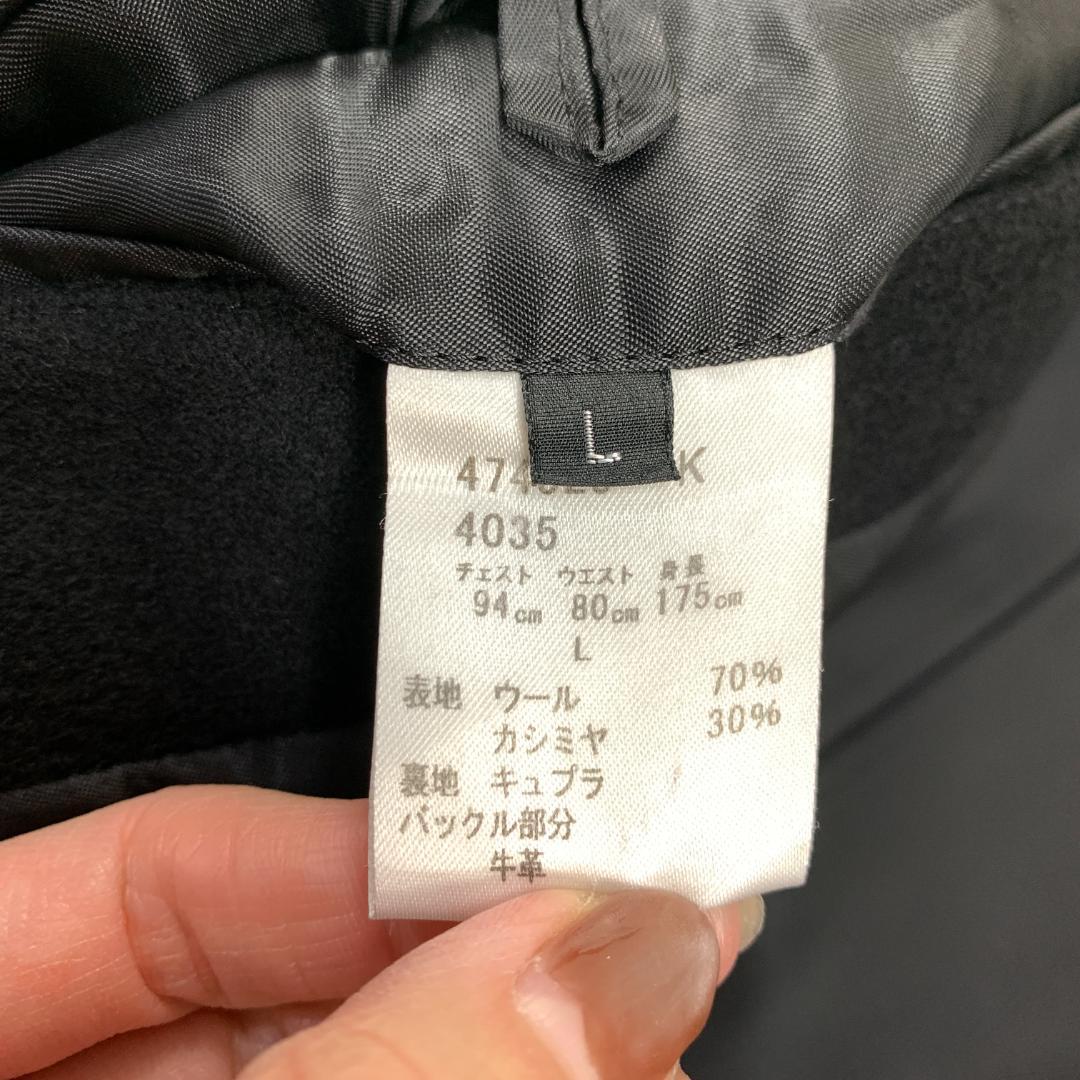 L
K
4035
チェスト ウエスト 身長
94cm 80cm 175cm
L
表地 ウール 70%
カシミヤ 30%
裏地 キュプラ
バックル部分
牛革